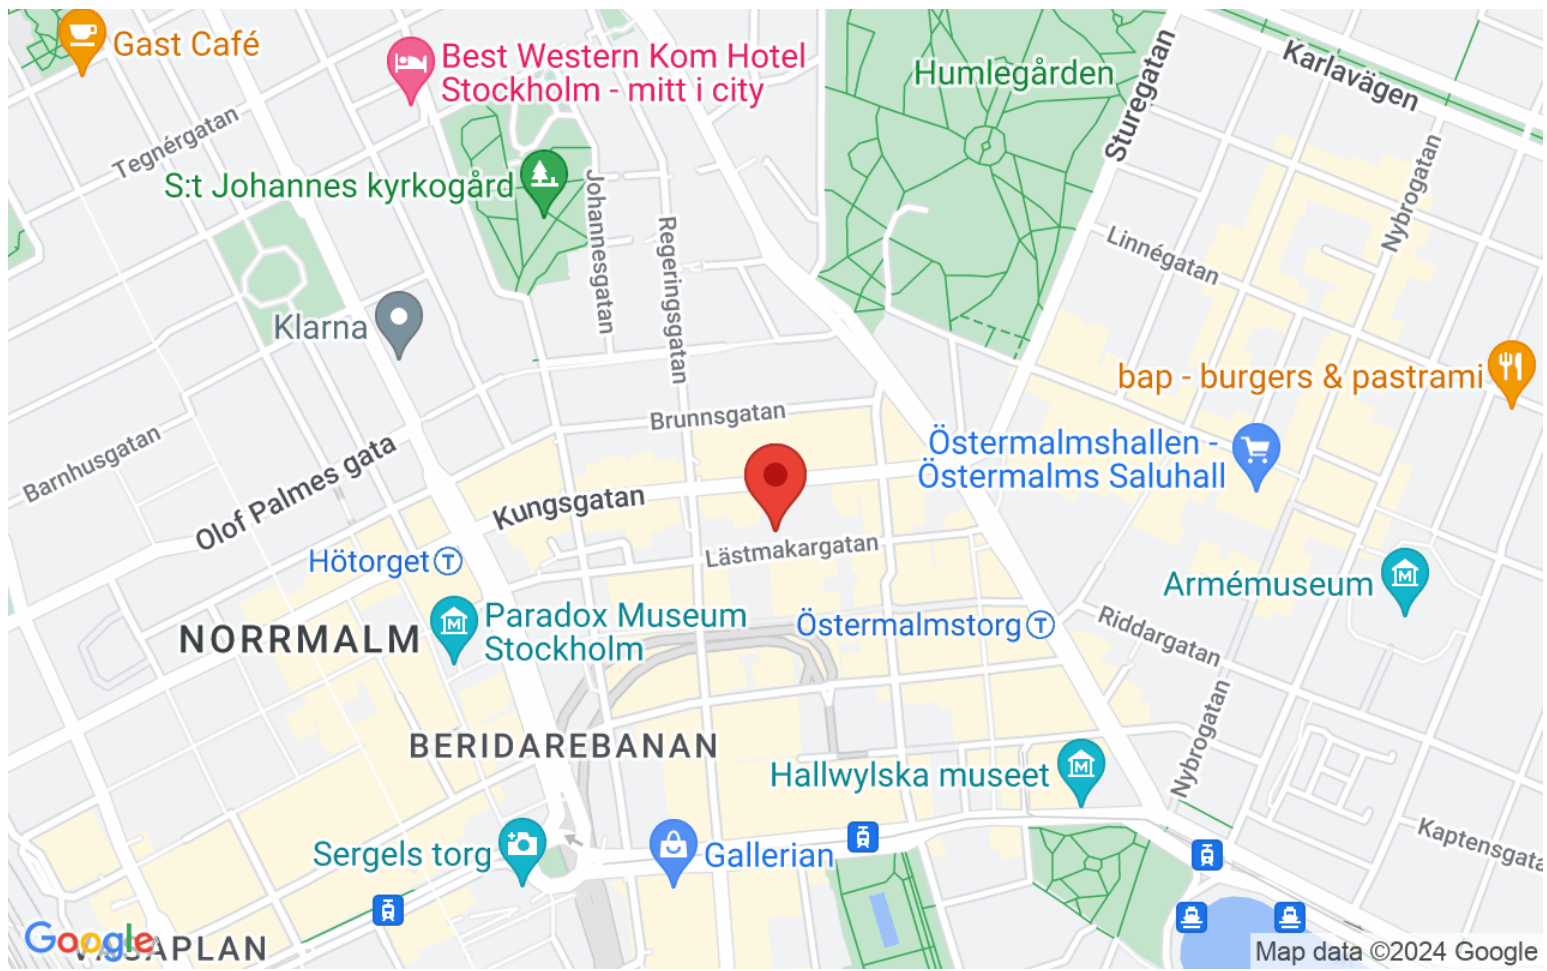 Gast Café
Best Western Kom Hotel
Stockholm - mitt i city
Humlegården
Karlavägen
Sturegatan
Tegnérgatan
S:t Johannes kyrkogård
Johannesgatan
Regeringsgatan
Nybrogatan
Linnégatan
Klarna
bap - burgers & pastrami
Brunnsgatan
Barnhusgatan
Olof Palmes gata
Östermalmshallen -
Östermalms Saluhall
Kungsgatan
Lästmakargatan
Hötorget T
Armémuseum
Paradox Museum
Stockholm
NORRMALM
Östermalmstorg T
Riddargatan
BERIDAREBANAN
Nybrogatan
Hallwylska museet
Sergels torg
Gallerian
Kaptensgata
Google
VASAPLAN
Map data ©2024 Google